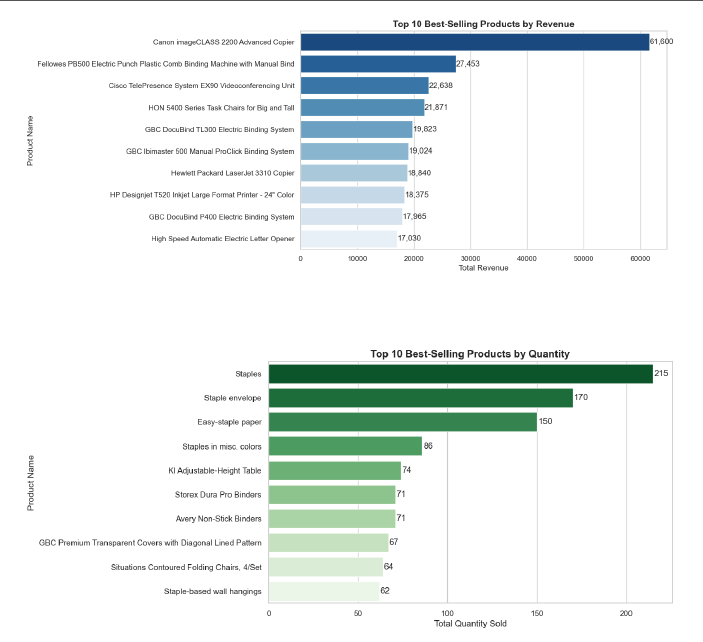 Top 10 Best-Selling Products by Revenue
Canon imageCLASS 2200 Advanced Copier 61,600
Fellowes PB500 Electric Punch Plastic Comb Binding Machine with Manual Bind 27,453
Cisco TelePresence System EX90 Videoconferencing Unit 22,638
HON 5400 Series Task Chairs for Big and Tall 21,871
GBC DocuBind TL300 Electric Binding System 19,823
GBC Ibimaster 500 Manual ProClick Binding System 19,024
Hewlett Packard LaserJet 3310 Copier 18,840
HP Designjet T520 Inkjet Large Format Printer - 24" Color 18,375
GBC DocuBind P400 Electric Binding System 17,965
High Speed Automatic Electric Letter Opener 17,030
Product Name
0 10000 20000 30000 40000 50000 60000
Total Revenue
Top 10 Best-Selling Products by Quantity
Staples 215
Staple envelope 170
Easy-staple paper 150
Staples in misc. colors 86
KI Adjustable-Height Table 74
Storex Dura Pro Binders 71
Avery Non-Stick Binders 71
GBC Premium Transparent Covers with Diagonal Lined Pattern 67
Situations Contoured Folding Chairs, 4/Set 64
Staple-based wall hangings 62
Product Name
0 50 100 150 200
Total Quantity Sold